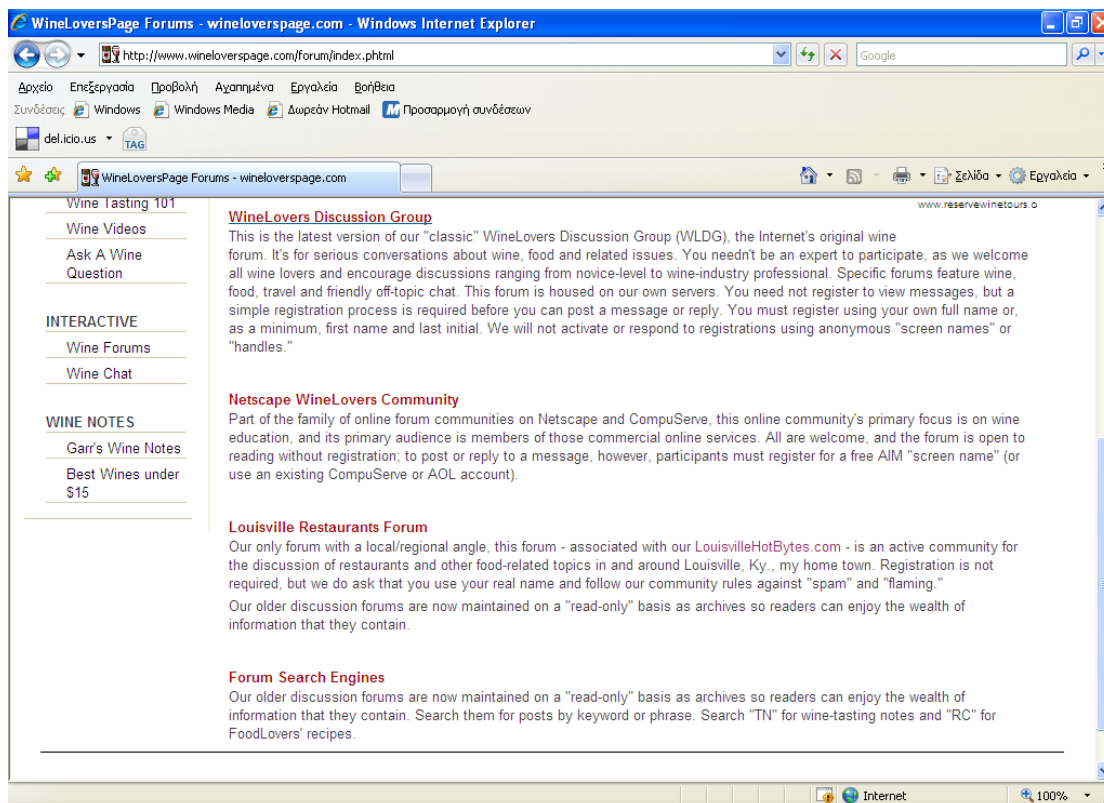 WineLoversPage Forums - wineloverspage.com - Windows Internet Explorer
http://www.wineloverspage.com/forum/index.phtml
Google
Αρχείο Επεξεργασία Προβολή Αγαπημένα Εργαλεία Βοήθεια
Συνδέσεις Windows Windows Media Δωρεάν Hotmail Προσαρμογή συνδέσεων
del.icio.us TAG
WineLoversPage Forums - wineloverspage.com
Σελίδα Εργαλεία
Wine Tasting 101
Wine Videos
Ask A Wine
Question
INTERACTIVE
Wine Forums
Wine Chat
WINE NOTES
Garr's Wine Notes
Best Wines under
$15
www.reservewinetours.o
WineLovers Discussion Group
This is the latest version of our "classic" WineLovers Discussion Group (WLDG), the Internet's original wine
forum. It's for serious conversations about wine, food and related issues. You needn't be an expert to participate, as we welcome
all wine lovers and encourage discussions ranging from novice-level to wine-industry professional. Specific forums feature wine,
food, travel and friendly off-topic chat. This forum is housed on our own servers. You need not register to view messages, but a
simple registration process is required before you can post a message or reply. You must register using your own full name or,
as a minimum, first name and last initial. We will not activate or respond to registrations using anonymous "screen names" or
"handles."
Netscape WineLovers Community
Part of the family of online forum communities on Netscape and CompuServe, this online community's primary focus is on wine
education, and its primary audience is members of those commercial online services. All are welcome, and the forum is open to
reading without registration; to post or reply to a message, however, participants must register for a free AIM "screen name" (or
use an existing CompuServe or AOL account).
Louisville Restaurants Forum
Our only forum with a local/regional angle, this forum - associated with our LouisvilleHotBytes.com - is an active community for
the discussion of restaurants and other food-related topics in and around Louisville, Ky., my home town. Registration is not
required, but we do ask that you use your real name and follow our community rules against "spam" and "flaming."
Our older discussion forums are now maintained on a "read-only" basis as archives so readers can enjoy the wealth of
information that they contain.
Forum Search Engines
Our older discussion forums are now maintained on a "read-only" basis as archives so readers can enjoy the wealth of
information that they contain. Search them for posts by keyword or phrase. Search "TN" for wine-tasting notes and "RC" for
FoodLovers' recipes.
Internet 100%